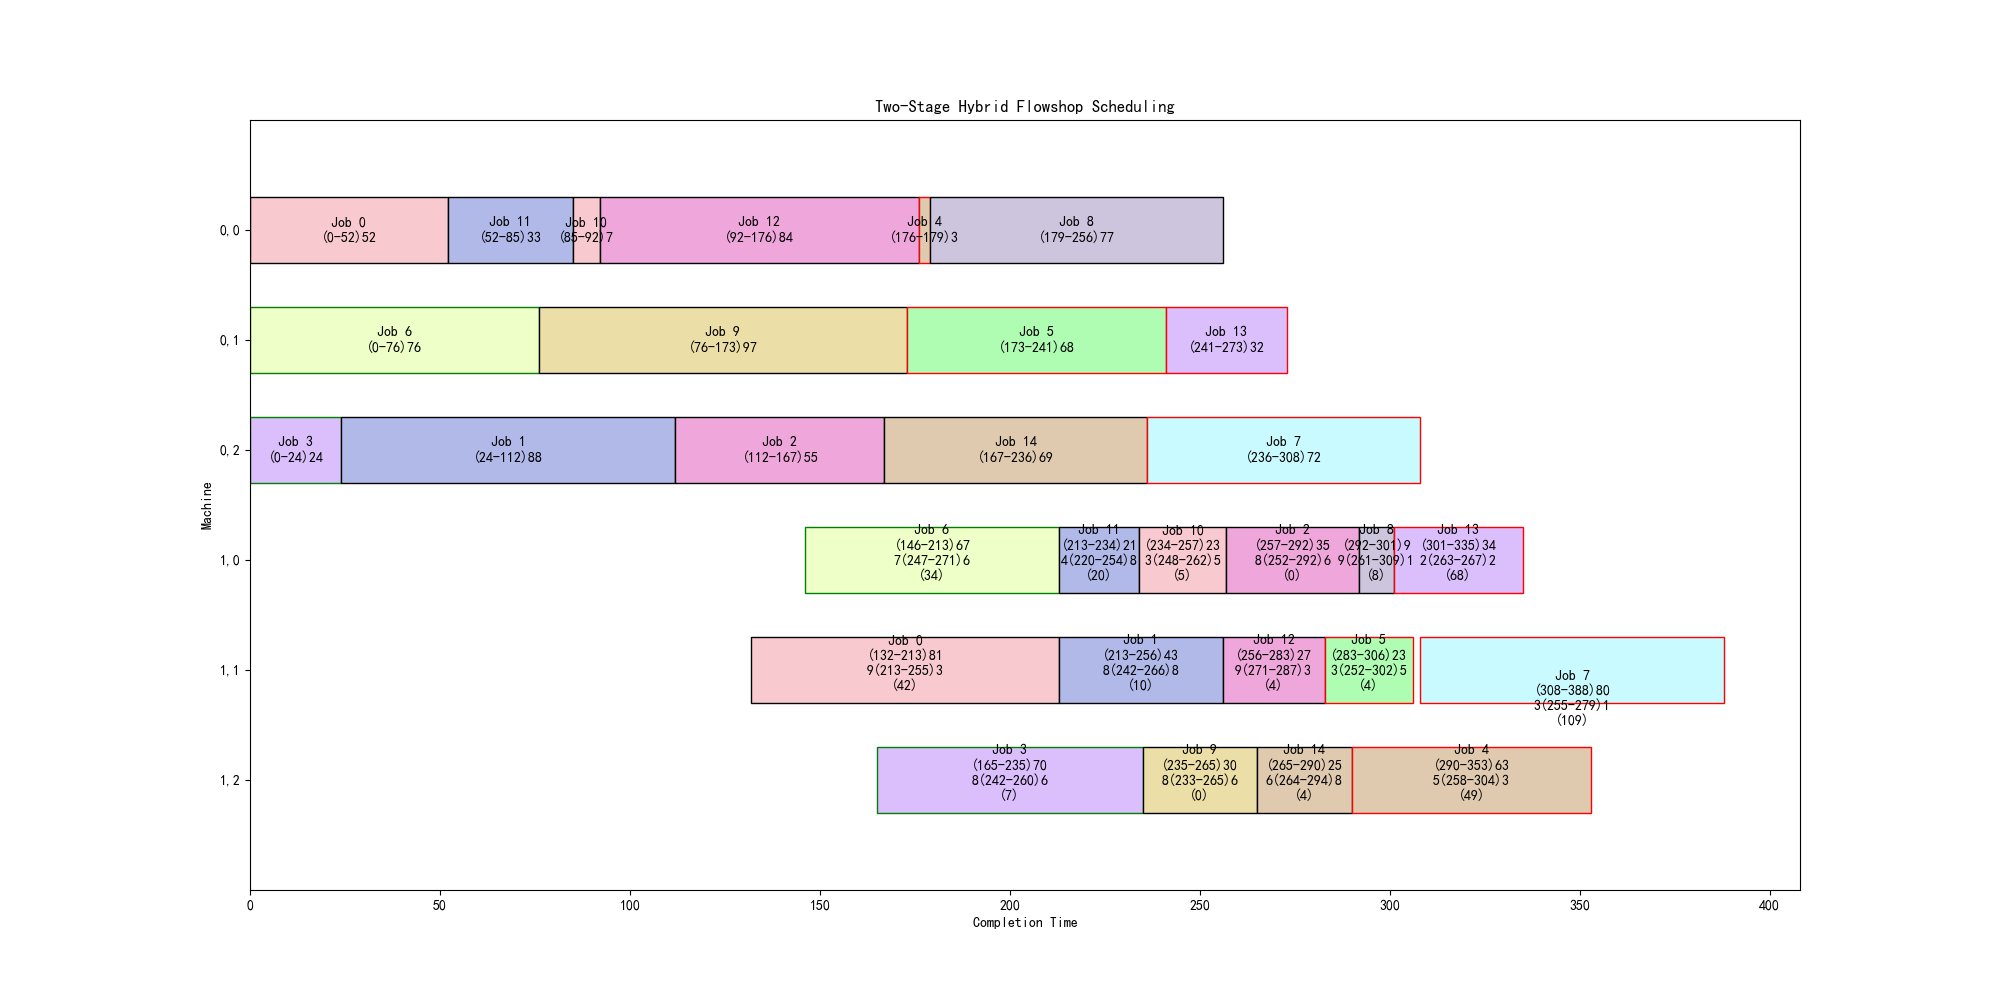 Two-Stage Hybrid Flowshop Scheduling
0,0
Job 0
(0-52)52
Job 11
(52-85)33
Job 10
(85-92)7
Job 12
(92-176)84
Job 4
(176-179)3
Job 8
(179-256)77
0,1
Job 6
(0-76)76
Job 9
(76-173)97
Job 5
(173-241)68
Job 13
(241-273)32
0,2
Job 3
(0-24)24
Job 1
(24-112)88
Job 2
(112-167)55
Job 14
(167-236)69
Job 7
(236-308)72
Machine
1,0
Job 6
(146-213)67
7(247-271)6
(34)
Job 11
(213-234)21
4(220-254)8
(20)
Job 10
(234-257)23
3(248-262)5
(5)
Job 2
(257-292)35
8(252-292)6
(0)
Job 8
(292-301)9
9(261-309)1
(8)
Job 13
(301-335)34
2(263-267)2
(68)
1,1
Job 0
(132-213)81
9(213-255)3
(42)
Job 1
(213-256)43
8(242-266)8
(10)
Job 12
(256-283)27
9(271-287)3
(4)
Job 5
(283-306)23
3(252-302)5
(4)
Job 7
(308-388)80
3(255-279)1
(109)
1,2
Job 3
(165-235)70
8(242-260)6
(7)
Job 9
(235-265)30
8(233-265)6
(0)
Job 14
(265-290)25
6(264-294)8
(4)
Job 4
(290-353)63
5(258-304)3
(49)
0
50
100
150
200
250
300
350
400
Completion Time